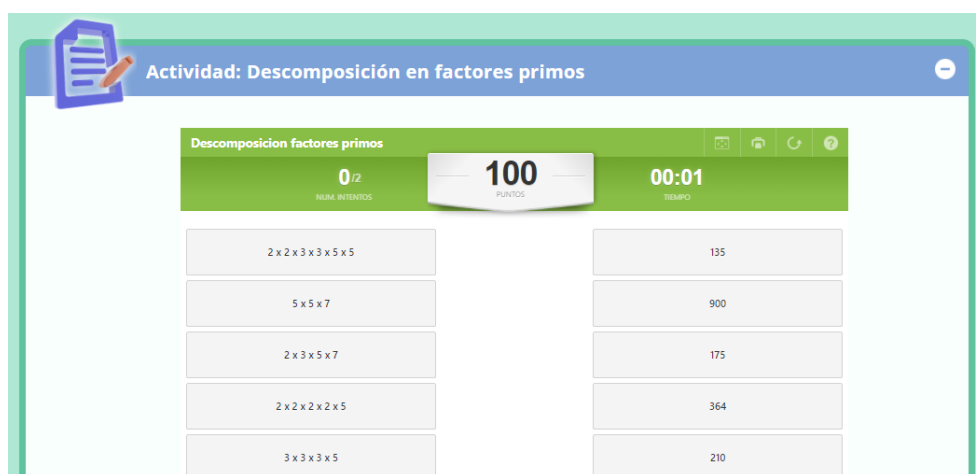 Actividad: Descomposición en factores primos
Descomposicion factores primos
0/2
NUM. INTENTOS
100
PUNTOS
00:01
TIEMPO
2 x 2 x 3 x 3 x 5 x 5
135
5 x 5 x 7
900
2 x 3 x 5 x 7
175
2 x 2 x 2 x 2 x 5
364
3 x 3 x 3 x 5
210